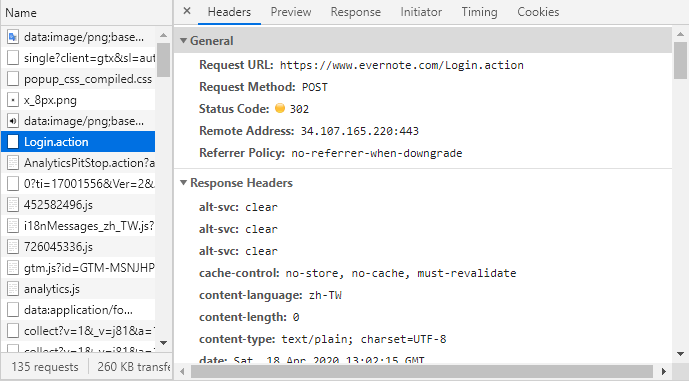 Name
data:image/png;base...
single?client=gtx&sl=aut
popup_css_compiled.css
x_8px.png
data:image/png;base...
Login.action
AnalyticsPitStop.action?a
0?ti=17001556&Ver=2&
452582496.js
i18nMessages_zh_TW.js?
726045336.js
gtm.js?id=GTM-MSNJHP
analytics.js
data:application/fo...
collect?v=1&_v=j81&a=
collect?v=1&_v=j81&a=
135 requests
260 KB transfe
Headers Preview Response Initiator Timing Cookies
General
Request URL: https://www.evernote.com/Login.action
Request Method: POST
Status Code: 302
Remote Address: 34.107.165.220:443
Referrer Policy: no-referrer-when-downgrade
Response Headers
alt-svc: clear
alt-svc: clear
alt-svc: clear
cache-control: no-store, no-cache, must-revalidate
content-language: zh-TW
content-length: 0
content-type: text/plain; charset=UTF-8
date: Sat, 18 Apr 2020 13:02:15 GMT